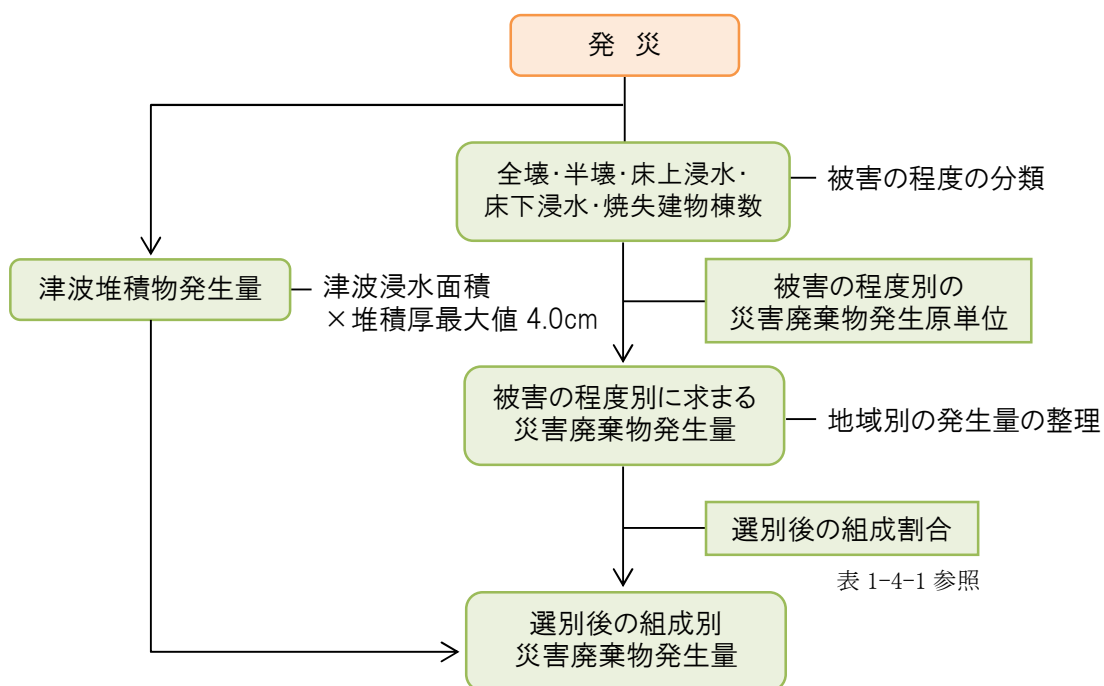 発 災
全壊・半壊・床上浸水・
床下浸水・焼失建物棟数
被害の程度の分類
津波堆積物発生量
津波浸水面積
×堆積厚最大値 4.0cm
被害の程度別の
災害廃棄物発生原単位
被害の程度別に求まる
災害廃棄物発生量
地域別の発生量の整理
選別後の組成割合
表 1-4-1 参照
選別後の組成別
災害廃棄物発生量